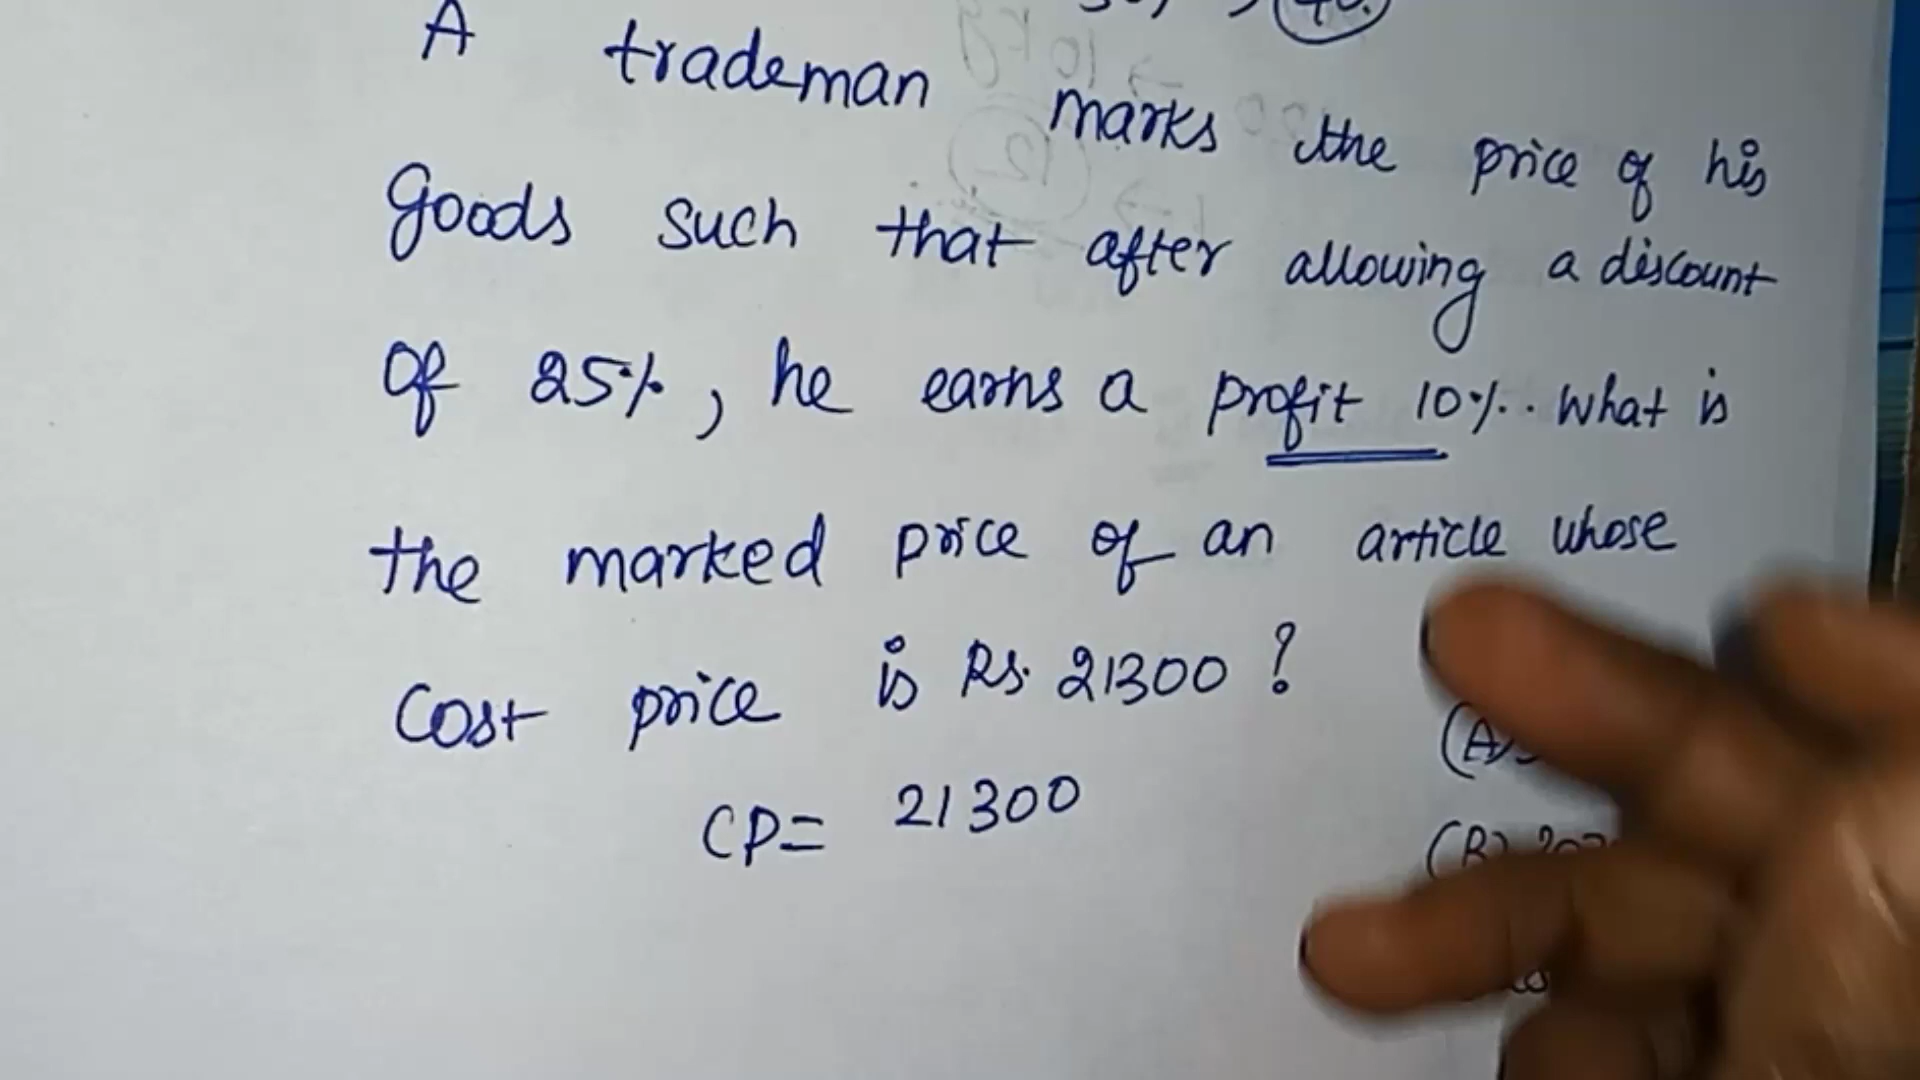 A trademan marks the price of his
goods such that after allowing a discount
of 25%, he earns a profit 10%. what is
the marked price of an article whose
cost price is Rs. 21300 ?
(A)
CP= 21300
(B)